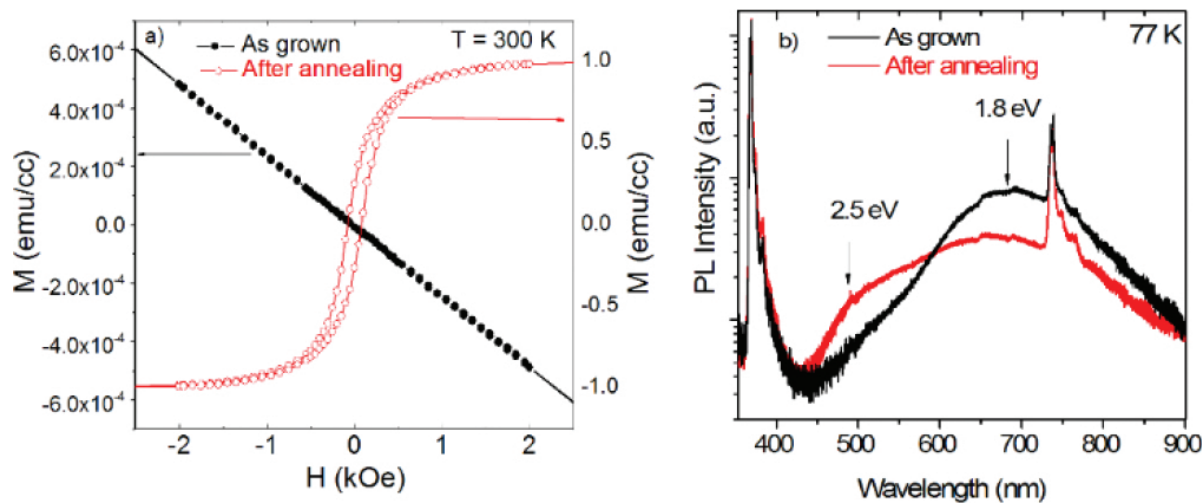 a)
As grown
After annealing
T = 300 K
6.0x10⁻⁴
4.0x10⁻⁴
2.0x10⁻⁴
0.0
-2.0x10⁻⁴
-4.0x10⁻⁴
-6.0x10⁻⁴
M (emu/cc)
1.0
0.5
0.0
-0.5
-1.0
M (emu/cc)
-2 -1 0 1 2
H (kOe)
b)
As grown
After annealing
77 K
1.8 eV
2.5 eV
PL Intensity (a.u.)
400 500 600 700 800 900
Wavelength (nm)